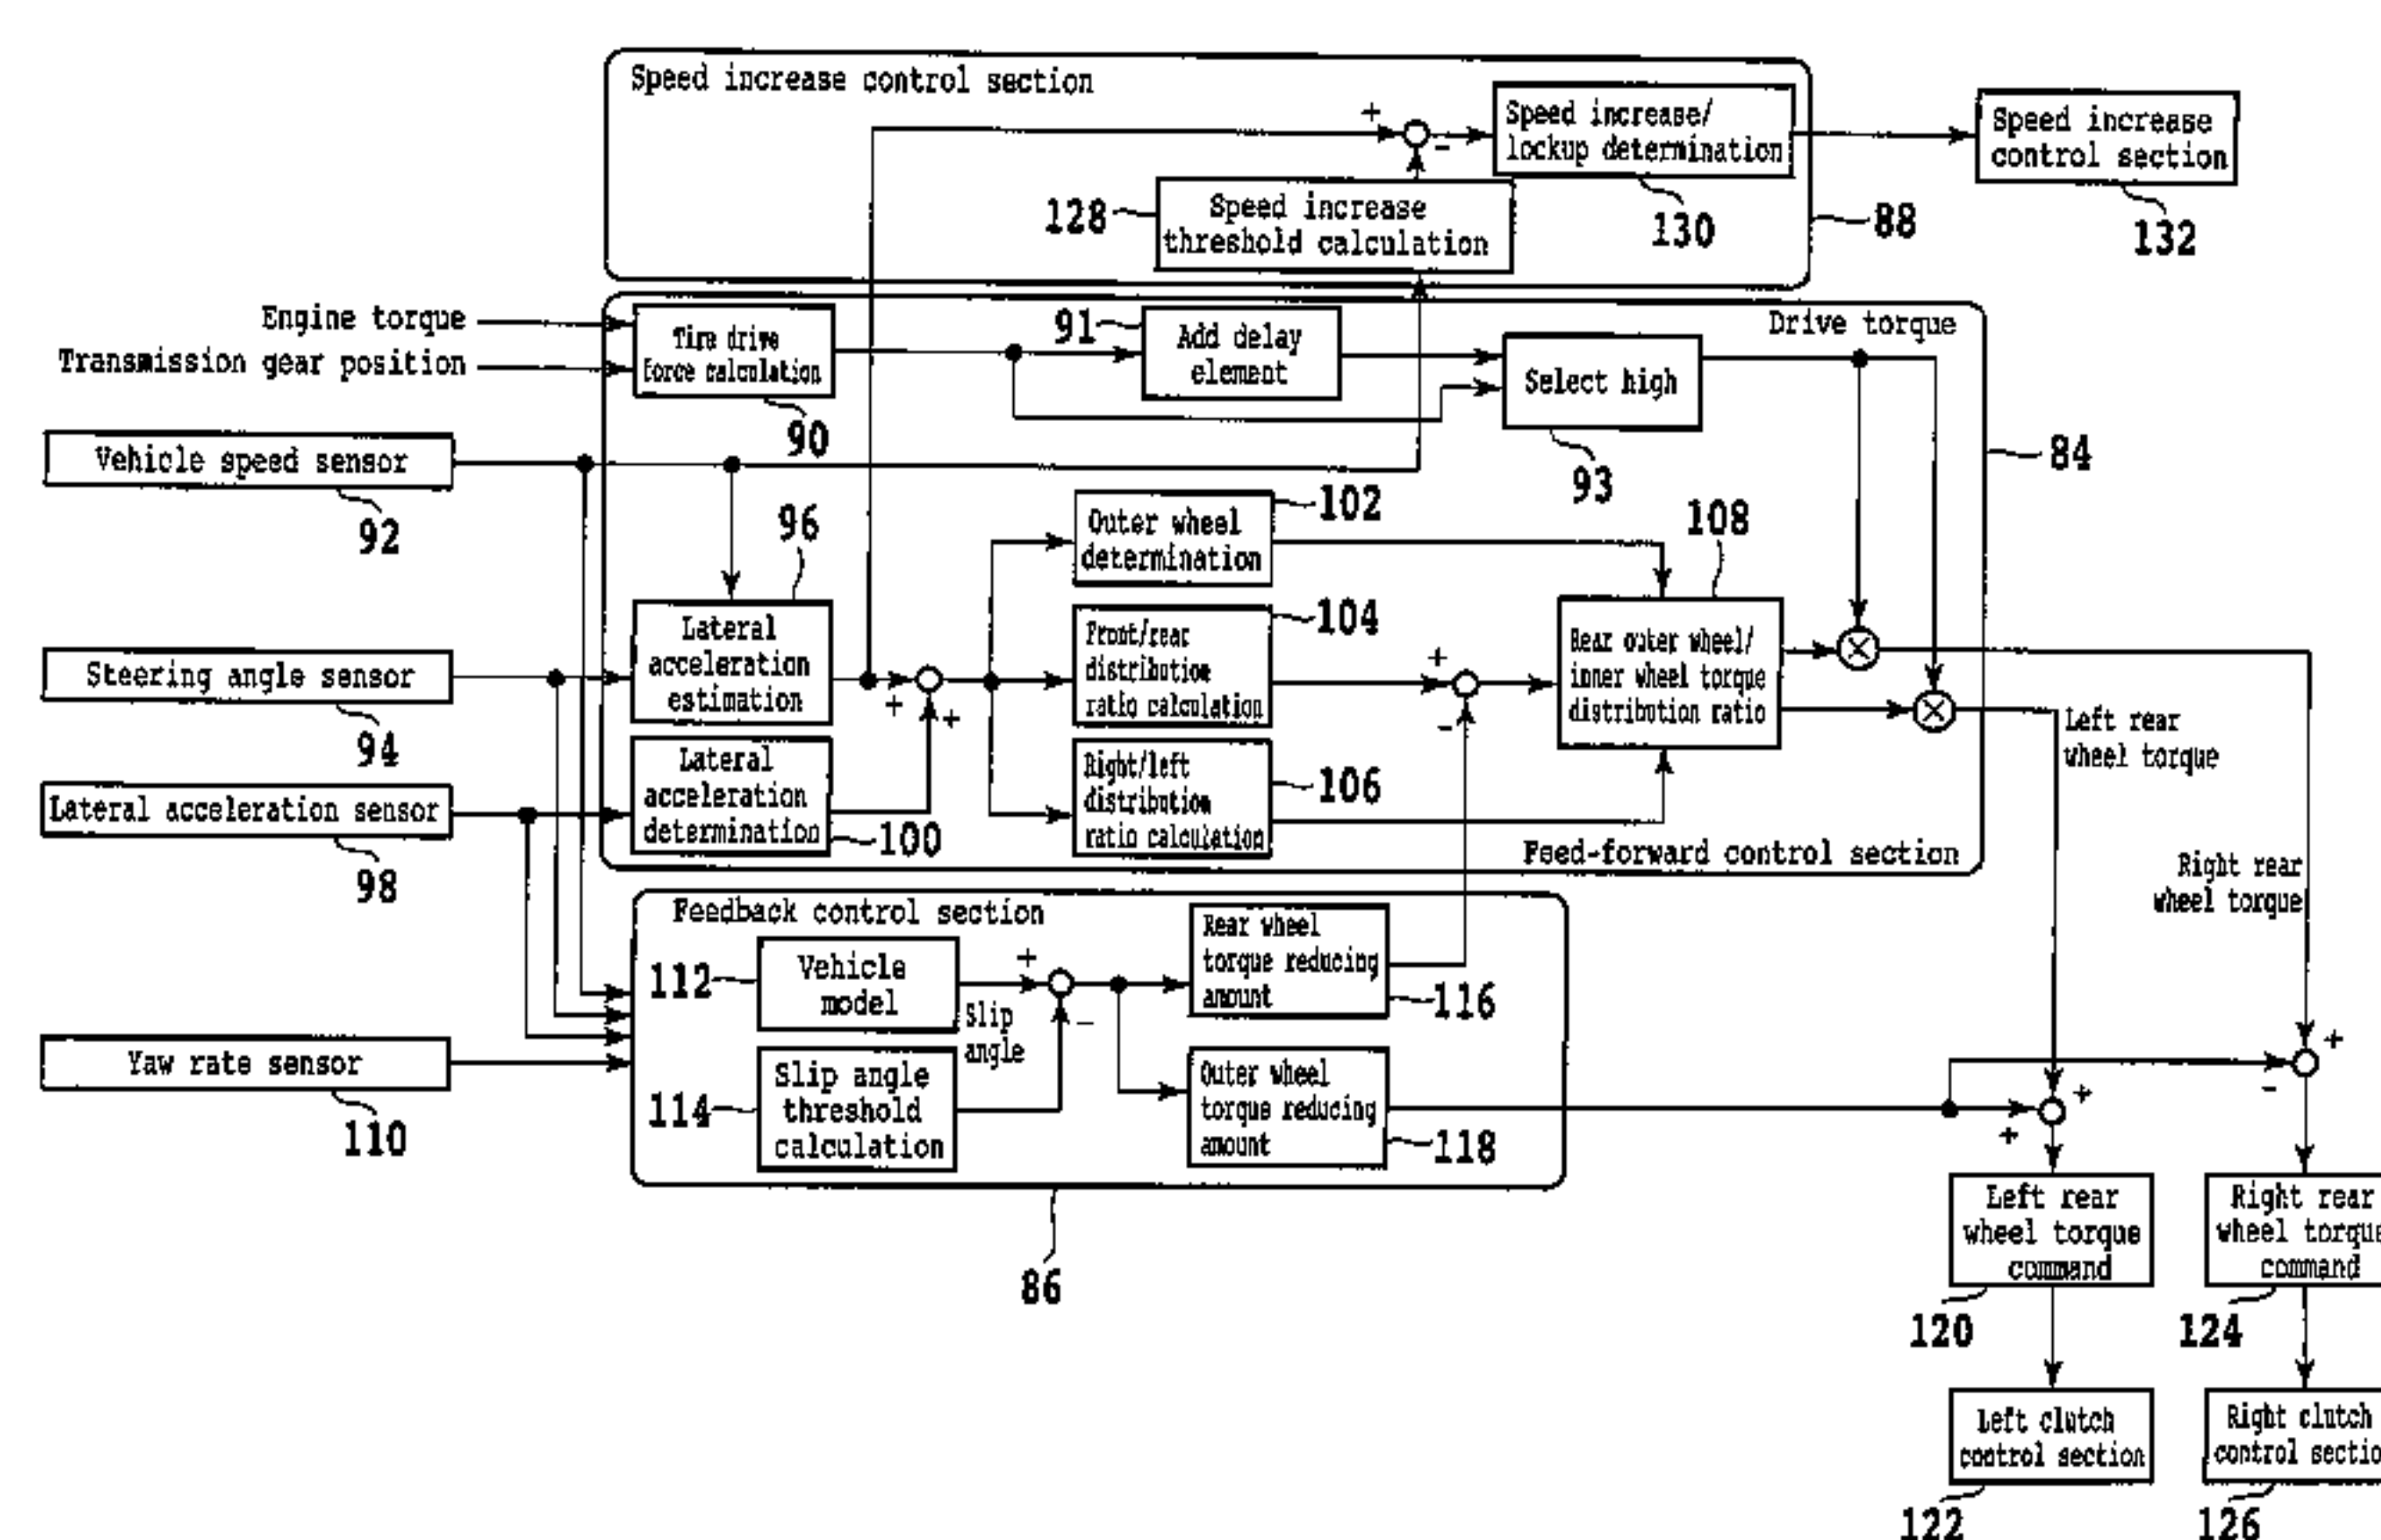 Speed increase control section
+
-
Speed increase/
lockup determination
130
Speed increase
control section
132
128
Speed increase
threshold calculation
88
Engine torque
Transmission gear position
Tire drive
force calculation
90
91
Add delay
element
Select high
93
Drive torque
84
Vehicle speed sensor
92
96
102
Outer wheel
determination
108
Steering angle sensor
94
Lateral
acceleration
estimation
+
+
104
Front/rear
distribution
ratio calculation
+
-
Rear outer wheel/
inner wheel torque
distribution ratio
Left rear
wheel torque
Lateral acceleration sensor
98
Lateral
acceleration
determination
100
Right/left
distribution
ratio calculation
106
Feed-forward control section
Right rear
wheel torque
Feedback control section
112
Vehicle
model
+
-
Slip
angle
Rear wheel
torque reducing
amount
116
Yaw rate sensor
110
114
Slip angle
threshold
calculation
Outer wheel
torque reducing
amount
118
+
-
+
+
86
Left rear
wheel torque
command
120
Right rear
wheel torque
command
124
Left clutch
control section
122
Right clutch
control sectio
126